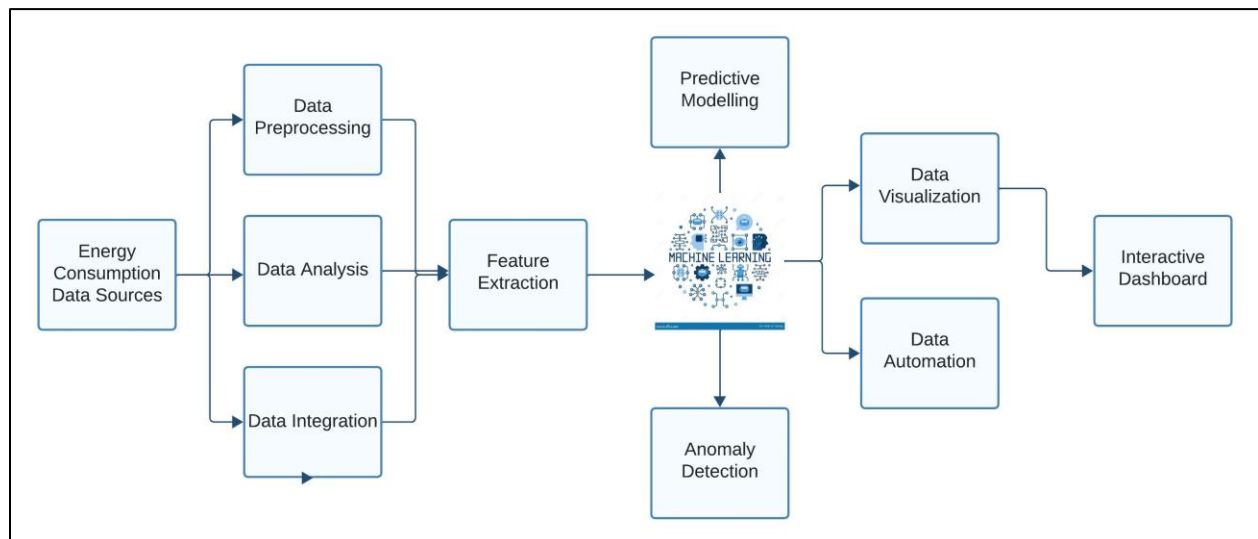 Data
Preprocessing
Predictive
Modelling
Data
Visualization
Energy
Consumption
Data Sources
Data Analysis
Feature
Extraction
MACHINE LEARNING
Interactive
Dashboard
Data
Automation
Data Integration
Anomaly
Detection